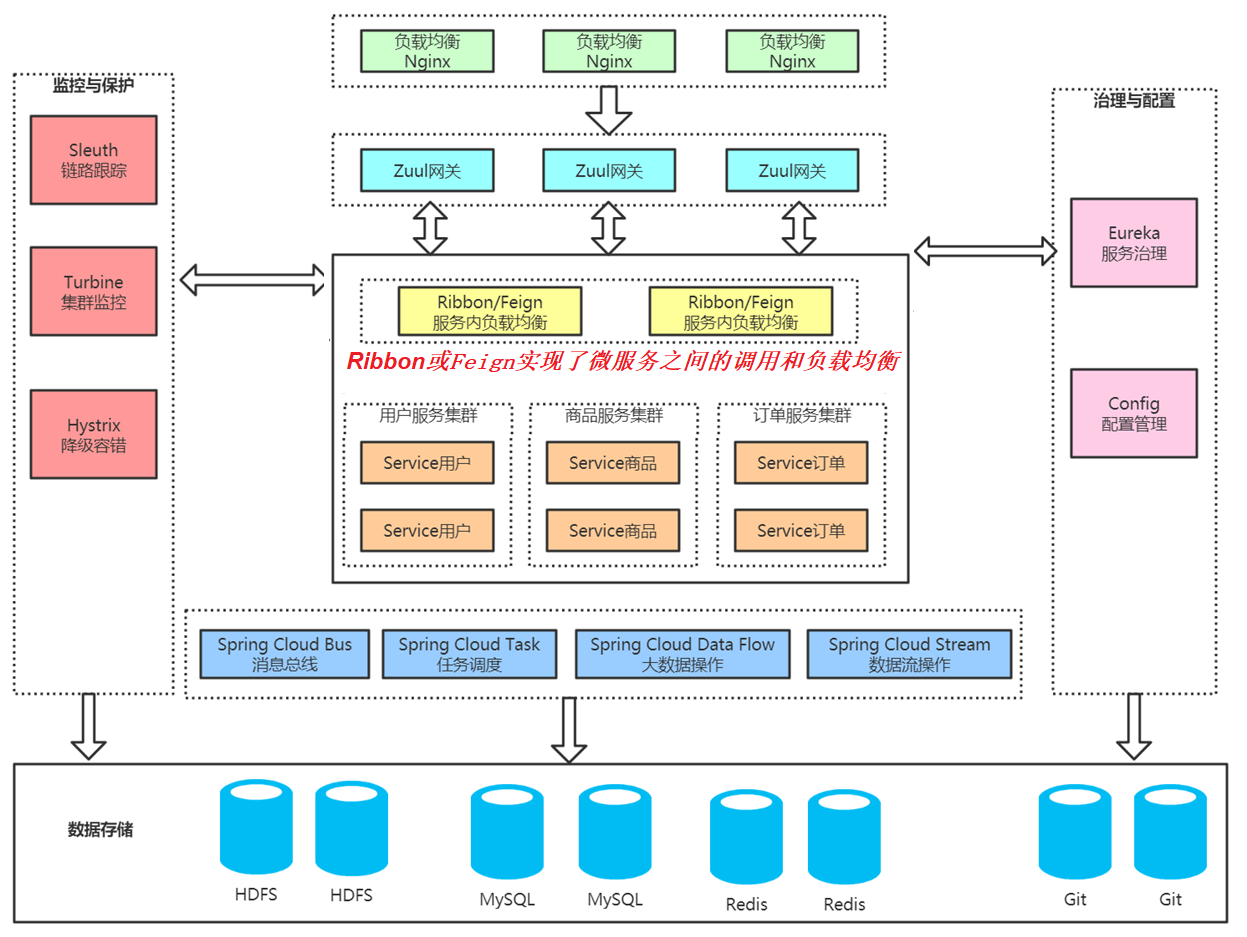 负载均衡
Nginx
负载均衡
Nginx
负载均衡
Nginx
监控与保护
Sleuth
链路跟踪
Turbine
集群监控
Hystrix
降级容错
Zuul网关
Zuul网关
Zuul网关
治理与配置
Eureka
服务治理
Config
配置管理
Ribbon/Feign
服务内负载均衡
Ribbon/Feign
服务内负载均衡
Ribbon或Feign实现了微服务之间的调用和负载均衡
用户服务集群
Service用户
Service用户
商品服务集群
Service商品
Service商品
订单服务集群
Service订单
Service订单
Spring Cloud Bus
消息总线
Spring Cloud Task
任务调度
Spring Cloud Data Flow
大数据操作
Spring Cloud Stream
数据流操作
数据存储
HDFS
HDFS
MySQL
MySQL
Redis
Redis
Git
Git